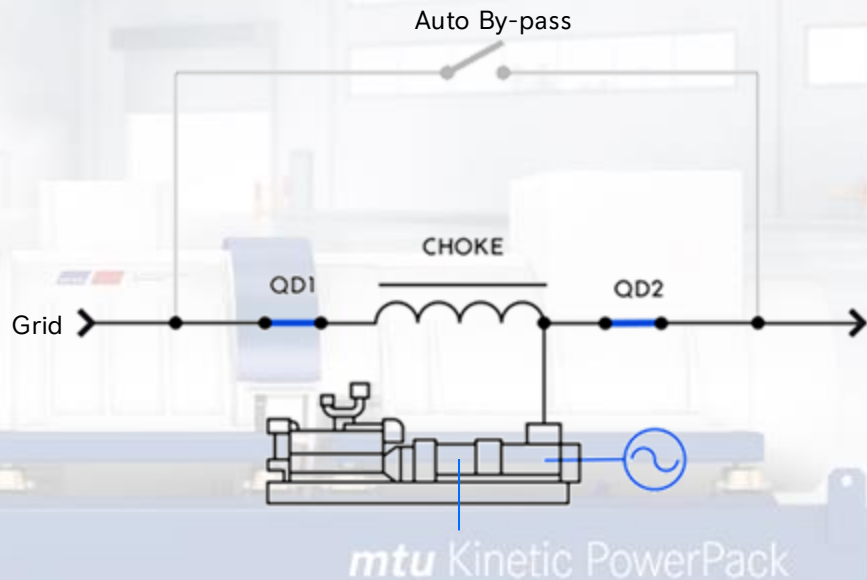 Auto By-pass
CHOKE
QD1
QD2
Grid
mtu Kinetic PowerPack